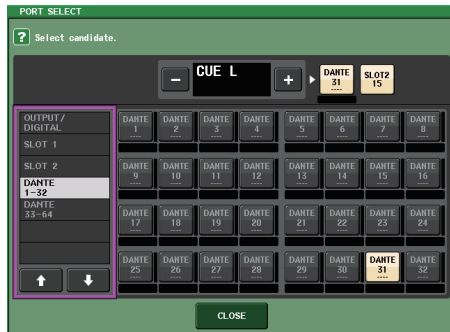 PORT SELECT
? Select candidate.
− CUE L + DANTE 31 ---- SLOT2 15
OUTPUT/
DIGITAL
SLOT 1
SLOT 2
DANTE
1-32
DANTE
33-64
DANTE 1 ---- DANTE 2 ---- DANTE 3 ---- DANTE 4 ---- DANTE 5 ---- DANTE 6 ---- DANTE 7 ---- DANTE 8 ----
DANTE 9 ---- DANTE 10 ---- DANTE 11 ---- DANTE 12 ---- DANTE 13 ---- DANTE 14 ---- DANTE 15 ---- DANTE 16 ----
DANTE 17 ---- DANTE 18 ---- DANTE 19 ---- DANTE 20 ---- DANTE 21 ---- DANTE 22 ---- DANTE 23 ---- DANTE 24 ----
DANTE 25 ---- DANTE 26 ---- DANTE 27 ---- DANTE 28 ---- DANTE 29 ---- DANTE 30 ---- DANTE 31 ---- DANTE 32 ----
CLOSE